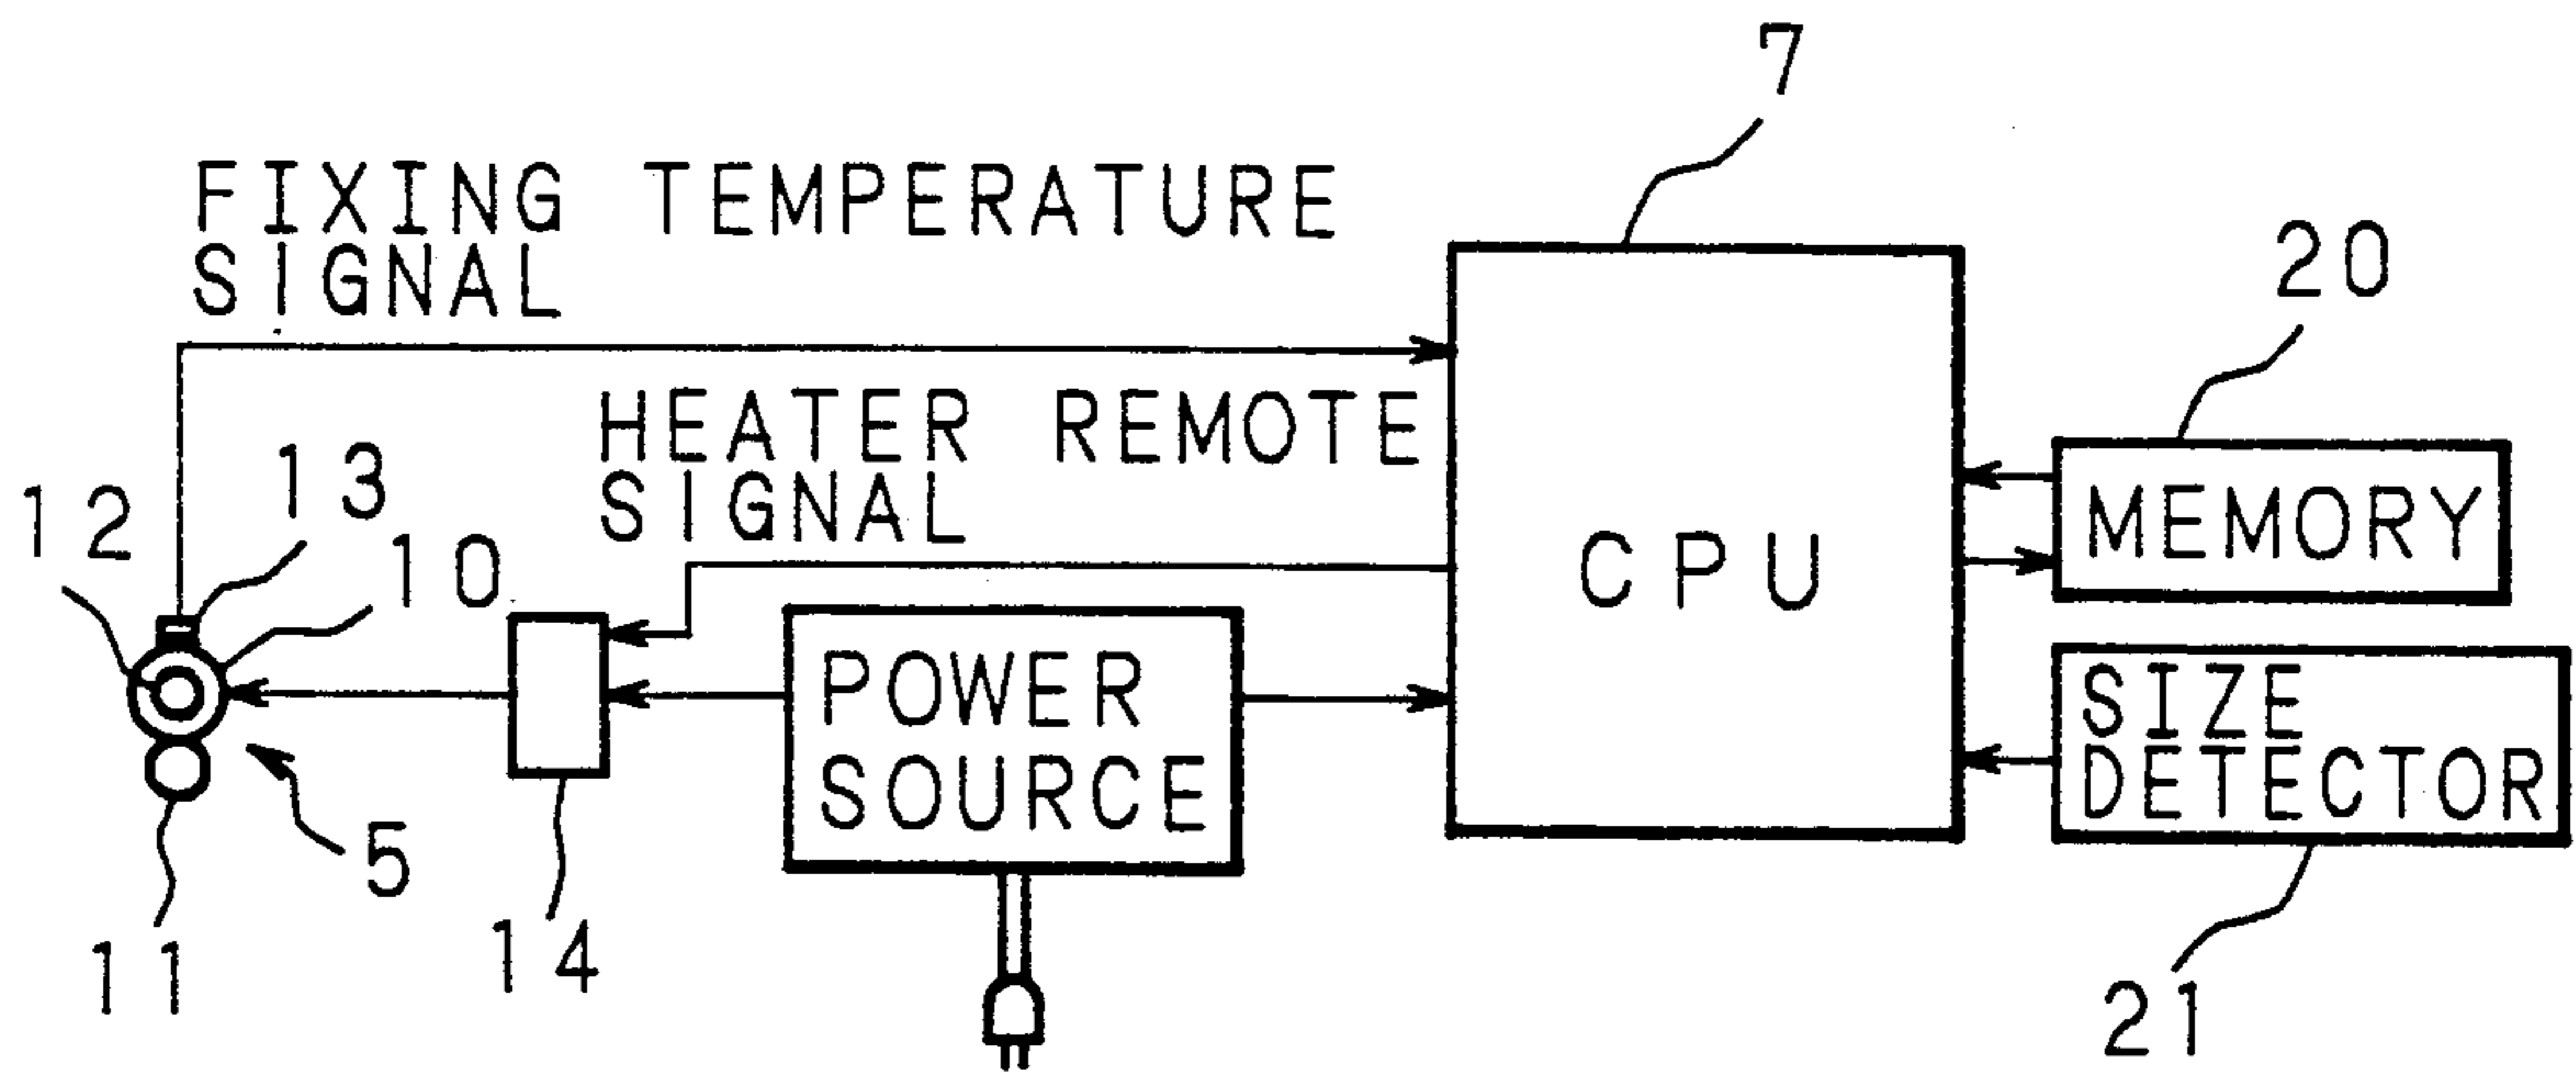 7
FIXING TEMPERATURE
SIGNAL
20
HEATER REMOTE
SIGNAL
13
12
10
MEMORY
CPU
POWER
SOURCE
SIZE
DETECTOR
5
14
11
21